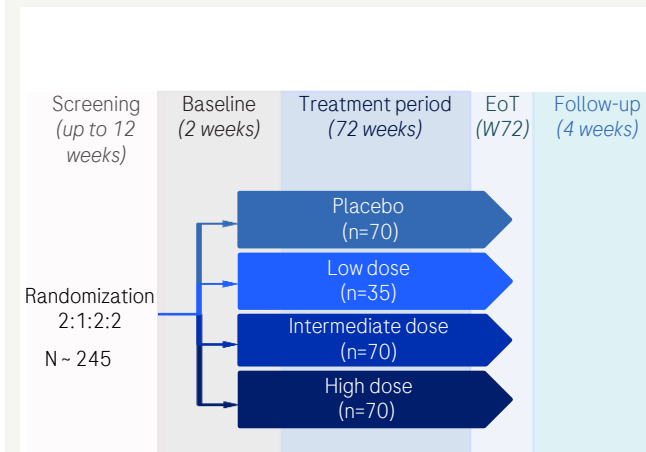 Screening
(up to 12
weeks)
Baseline
(2 weeks)
Treatment period
(72 weeks)
EoT
(W72)
Follow-up
(4 weeks)
Randomization
2:1:2:2
N ~ 245
Placebo
(n=70)
Low dose
(n=35)
Intermediate dose
(n=70)
High dose
(n=70)